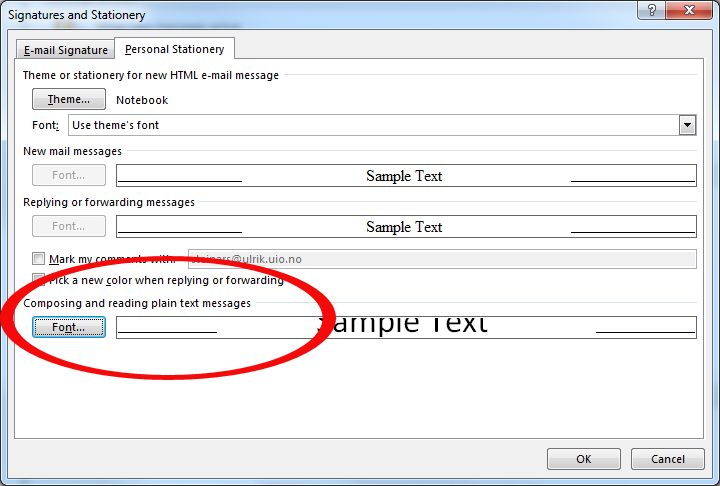 Signatures and Stationery
E-mail Signature Personal Stationery
Theme or stationery for new HTML e-mail message
Theme... Notebook
Font: Use theme's font
New mail messages
Font... Sample Text
Replying or forwarding messages
Font... Sample Text
Mark my comments with: steinars@ulrik.uio.no
Pick a new color when replying or forwarding
Composing and reading plain text messages
Font... Sample Text
OK Cancel